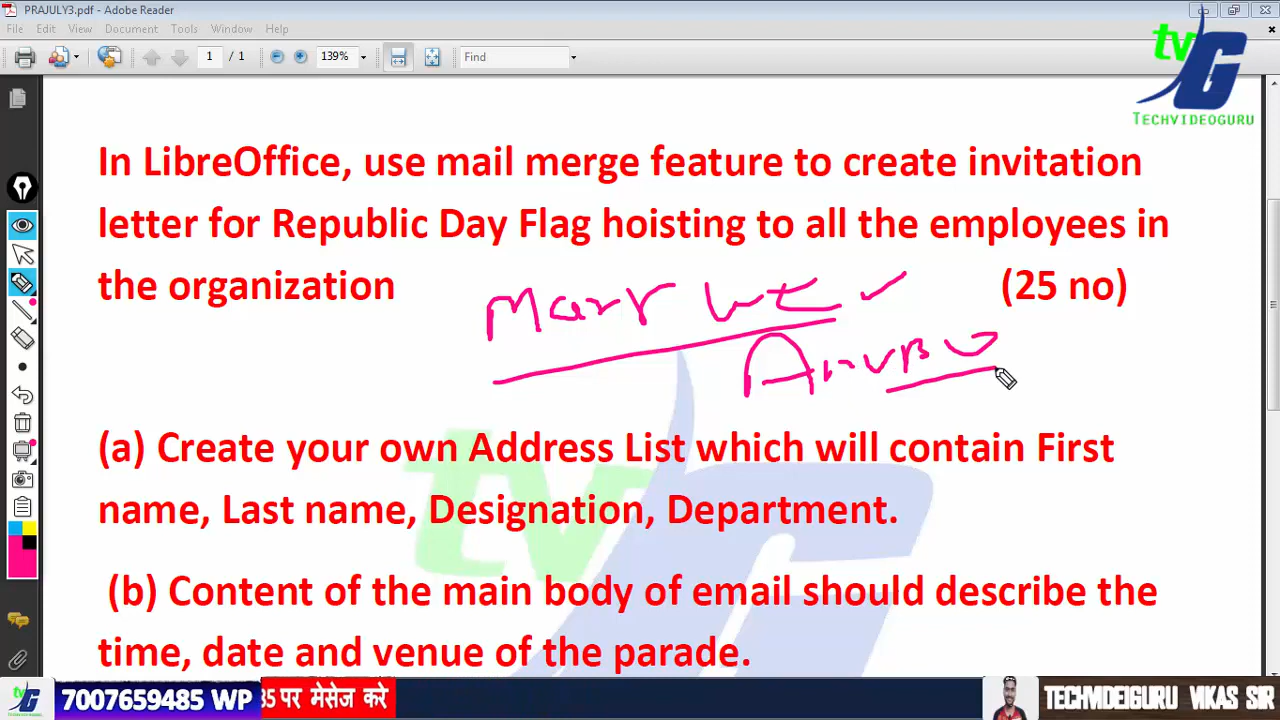 PRAJULY3.pdf - Adobe Reader
File Edit View Document Tools Window Help
1 / 1 139% Find
tvG
TECHVIDEOGURU
In LibreOffice, use mail merge feature to create invitation
letter for Republic Day Flag hoisting to all the employees in
the organization (25 no)
(a) Create your own Address List which will contain First
name, Last name, Designation, Department.
(b) Content of the main body of email should describe the
time, date and venue of the parade.
7007659485 WP 35 पर मेसेज करे TECHVIDEIGURU VIKAS SIR